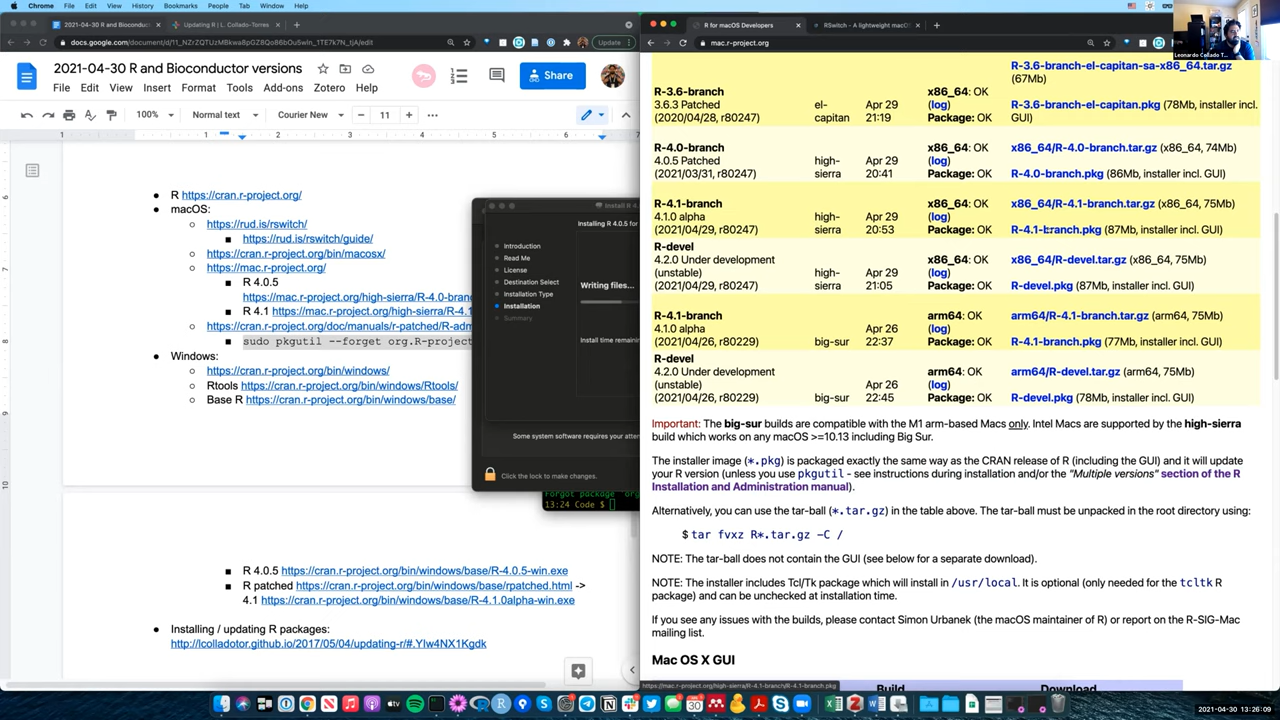 Chrome File Edit View History Bookmarks People Tab Window Help
2021-04-30 R and Bioconduct
Updating R | L. Collado-Torres
docs.google.com/document/d/11_NZrZQTUzMBkwa8pGZ8Qo86bOu5wIn_1TE7k7N_tjk/edit
Update
2021-04-30 R and Bioconductor versions
File Edit View Insert Format Tools Add-ons Zotero Help
Share
100% Normal text Courier New 11
R https://cran.r-project.org/
macOS:
https://rud.is/rswitch/
https://rud.is/rswitch/guide/
https://cran.r-project.org/bin/macosx/
https://mac.r-project.org/
R 4.0.5
https://mac.r-project.org/high-sierra/R-4.0-branc
R 4.1 https://mac.r-project.org/high-sierra/R-4.1
https://cran.r-project.org/doc/manuals/r-patched/R-adm
sudo pkgutil --forget org.R-project
Windows:
https://cran.r-project.org/bin/windows/
Rtools https://cran.r-project.org/bin/windows/Rtools/
Base R https://cran.r-project.org/bin/windows/base/
R 4.0.5 https://cran.r-project.org/bin/windows/base/R-4.0.5-win.exe
R patched https://cran.r-project.org/bin/windows/base/rpatched.html ->
4.1 https://cran.r-project.org/bin/windows/base/R-4.1.0alpha-win.exe
Installing / updating R packages:
http://lcolladotor.github.io/2017/05/04/updating-r/#.YIw4NX1Kgdk
Install R 4.
Installing R 4.0.5 for
Introduction
Read Me
License
Destination Select
Installation Type
Installation
Summary
Writing files...
Install time remainin
Some system software requires your atten
Click the lock to make changes.
Forgot package 'org
13:24 Code $
R for macOS Developers
RSwitch - A lightweight macO
mac.r-project.org
Leonardo Collado T
R-3.6-branch-el-capitan-sa-x86_64.tar.gz
(67Mb)
R-3.6-branch
3.6.3 Patched
(2020/04/28, r80247)
el-
capitan
Apr 29
21:19
x86_64: OK
(log)
Package: OK
R-3.6-branch-el-capitan.pkg (78Mb, installer incl.
GUI)
R-4.0-branch
4.0.5 Patched
(2021/03/31, r80247)
high-
sierra
Apr 29
20:41
x86_64: OK
(log)
Package: OK
x86_64/R-4.0-branch.tar.gz (x86_64, 74Mb)
R-4.0-branch.pkg (86Mb, installer incl. GUI)
R-4.1-branch
4.1.0 alpha
(2021/04/29, r80247)
high-
sierra
Apr 29
20:53
x86_64: OK
(log)
Package: OK
x86_64/R-4.1-branch.tar.gz (x86_64, 75Mb)
R-4.1-branch.pkg (87Mb, installer incl. GUI)
R-devel
4.2.0 Under development
(unstable)
(2021/04/29, r80247)
high-
sierra
Apr 29
21:05
x86_64: OK
(log)
Package: OK
x86_64/R-devel.tar.gz (x86_64, 75Mb)
R-devel.pkg (87Mb, installer incl. GUI)
R-4.1-branch
4.1.0 alpha
(2021/04/26, r80229)
big-sur
Apr 26
22:37
arm64: OK
(log)
Package: OK
arm64/R-4.1-branch.tar.gz (arm64, 75Mb)
R-4.1-branch.pkg (77Mb, installer incl. GUI)
R-devel
4.2.0 Under development
(unstable)
(2021/04/26, r80229)
big-sur
Apr 26
22:45
arm64: OK
(log)
Package: OK
arm64/R-devel.tar.gz (arm64, 75Mb)
R-devel.pkg (78Mb, installer incl. GUI)
Important: The big-sur builds are compatible with the M1 arm-based Macs only. Intel Macs are supported by the high-sierra
build which works on any macOS >=10.13 including Big Sur.
The installer image (*.pkg) is packaged exactly the same way as the CRAN release of R (including the GUI) and it will update
your R version (unless you use pkgutil - see instructions during installation and/or the "Multiple versions" section of the R
Installation and Administration manual).
Alternatively, you can use the tar-ball (*.tar.gz) in the table above. The tar-ball must be unpacked in the root directory using:
$ tar fvxz R*.tar.gz -C /
NOTE: The tar-ball does not contain the GUI (see below for a separate download).
NOTE: The installer includes Tcl/Tk package which will install in /usr/local. It is optional (only needed for the tcltk R
package) and can be unchecked at installation time.
If you see any issues with the builds, please contact Simon Urbanek (the macOS maintainer of R) or report on the R-SIG-Mac
mailing list.
Mac OS X GUI
Build Download
https://mac.r-project.org/high-sierra/R-4.1-branch/R-4.1-branch.pkg
2021-04-30 13:26:09